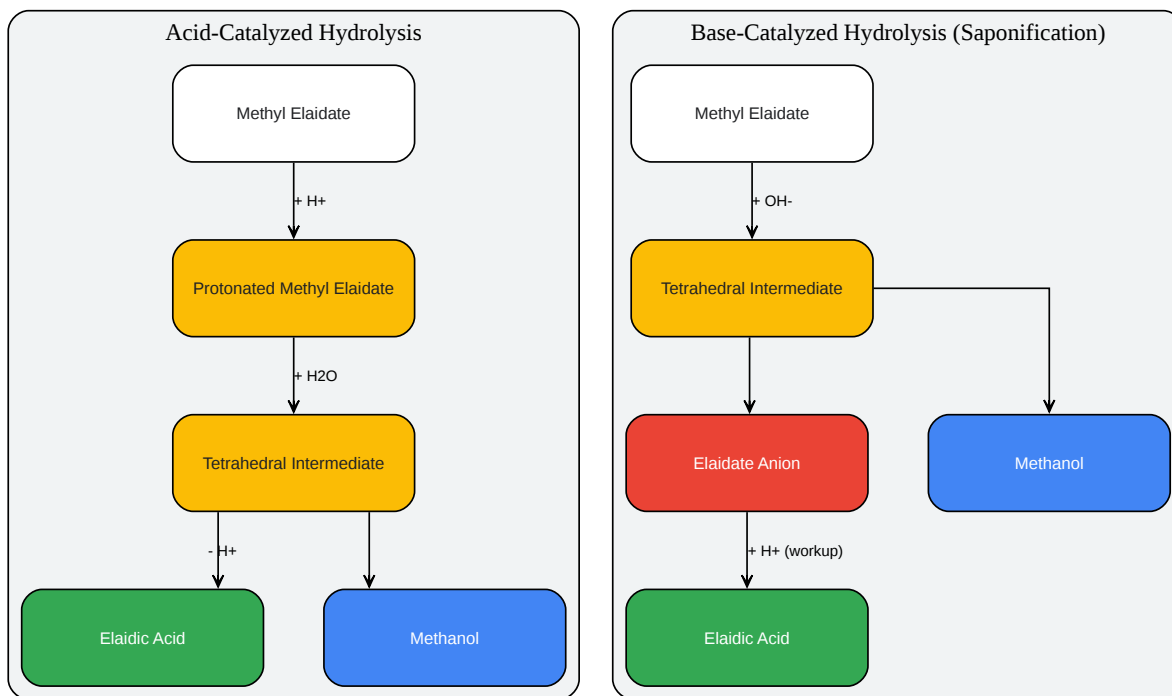 Acid-Catalyzed Hydrolysis
Methyl Elaidate
+ H+
Protonated Methyl Elaidate
+ H2O
Tetrahedral Intermediate
- H+
Elaidic Acid
Methanol
Base-Catalyzed Hydrolysis (Saponification)
Methyl Elaidate
+ OH-
Tetrahedral Intermediate
Elaidate Anion
Methanol
+ H+ (workup)
Elaidic Acid